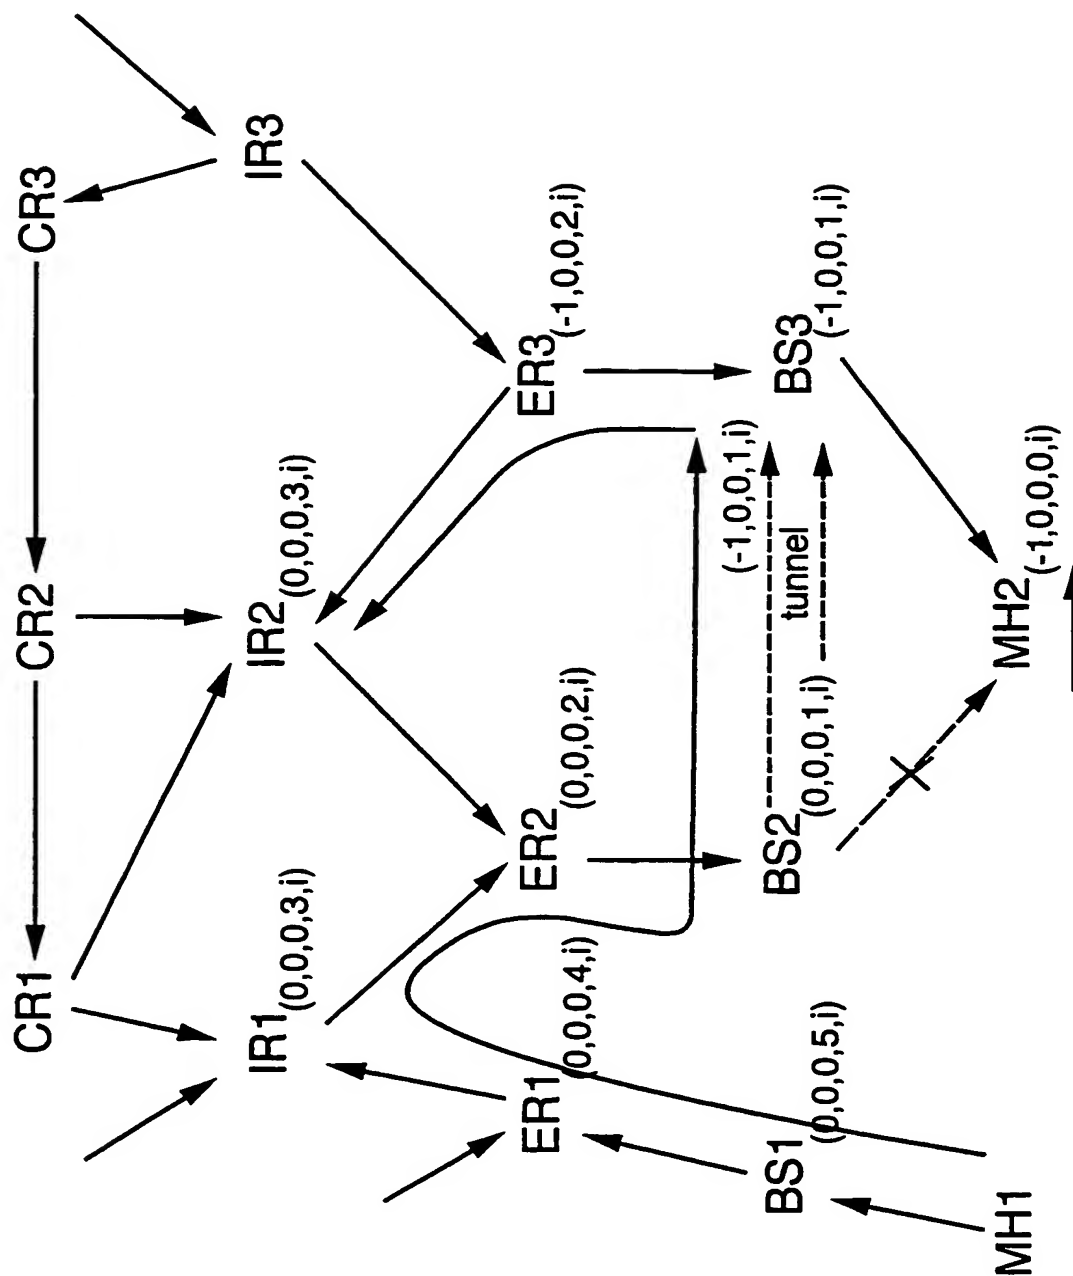 CR1
CR2
CR3
IR1(0,0,0,3,i)
IR2(0,0,0,3,i)
IR3
ER1(0,0,0,4,i)
ER2(0,0,0,2,i)
ER3(-1,0,0,2,i)
(-1,0,0,1,i)
BS1(0,0,0,5,i)
BS2(0,0,0,1,i)
tunnel
BS3(-1,0,0,1,i)
MH1
MH2(-1,0,0,0,i)